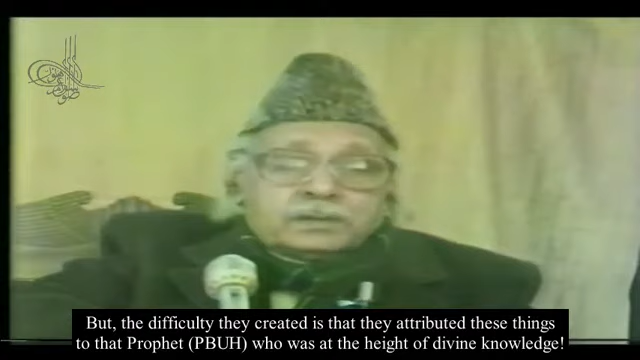 But, the difficulty they created is that they attributed these things
to that Prophet (PBUH) who was at the height of divine knowledge!